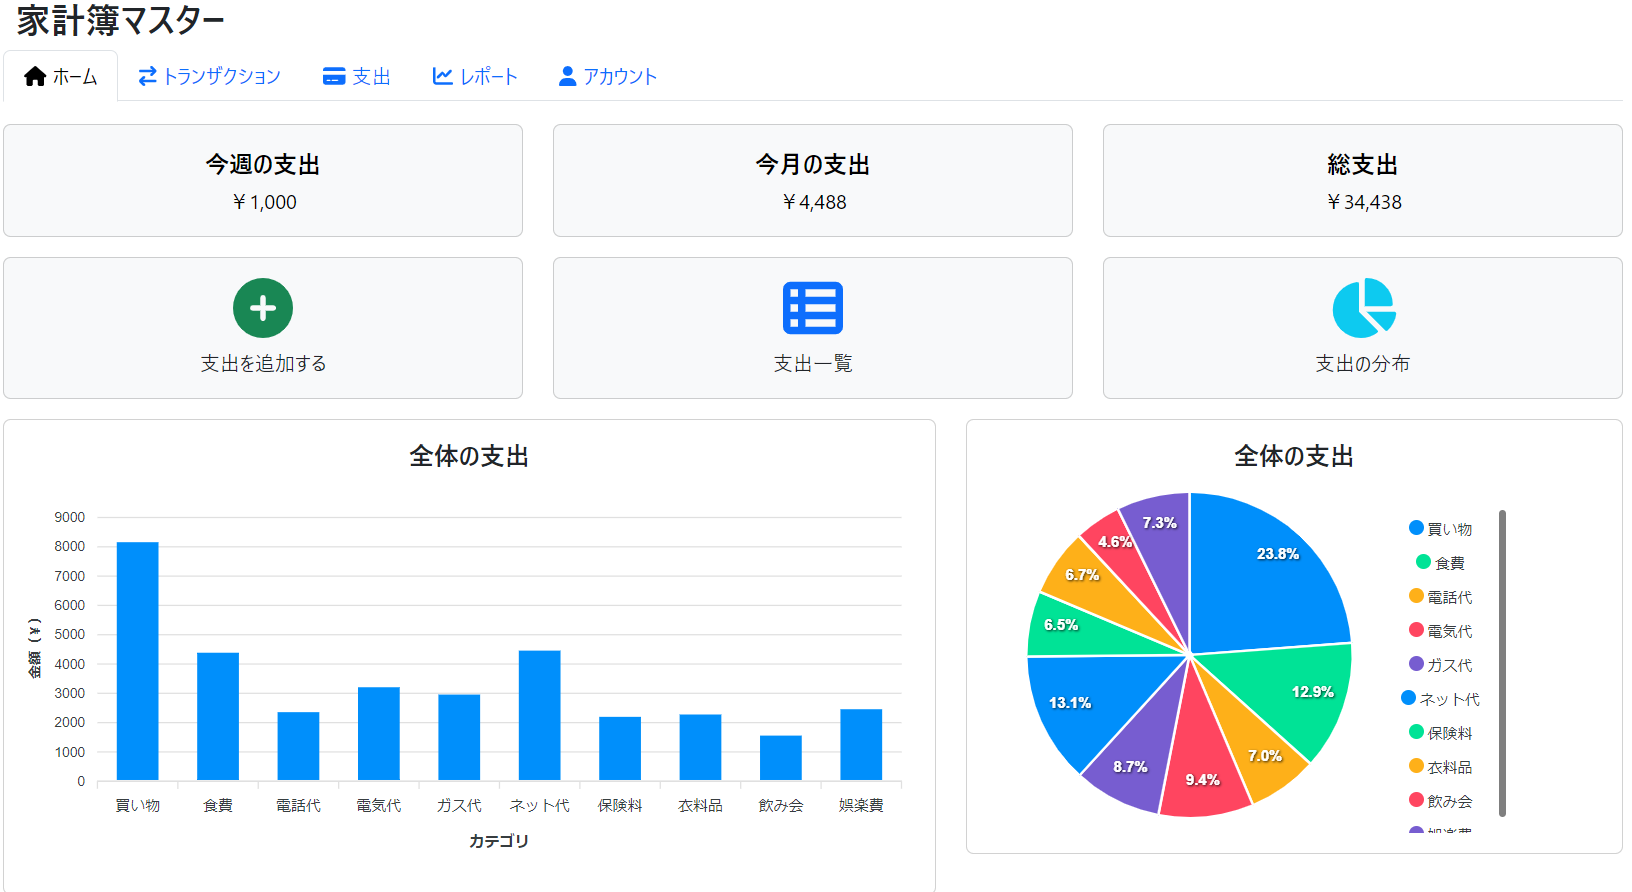 家計簿マスター
ホーム
トランザクション
支出
レポート
アカウント
今週の支出
¥1,000
今月の支出
¥4,488
総支出
¥34,438
支出を追加する
支出一覧
支出の分布
全体の支出
9000
8000
7000
6000
5000
4000
3000
2000
1000
0
金額 (¥)
買い物
食費
電話代
電気代
ガス代
ネット代
保険料
衣料品
飲み会
娯楽費
カテゴリ
全体の支出
23.8%
12.9%
7.0%
9.4%
8.7%
13.1%
6.5%
6.7%
4.6%
7.3%
買い物
食費
電話代
電気代
ガス代
ネット代
保険料
衣料品
飲み会
娯楽費